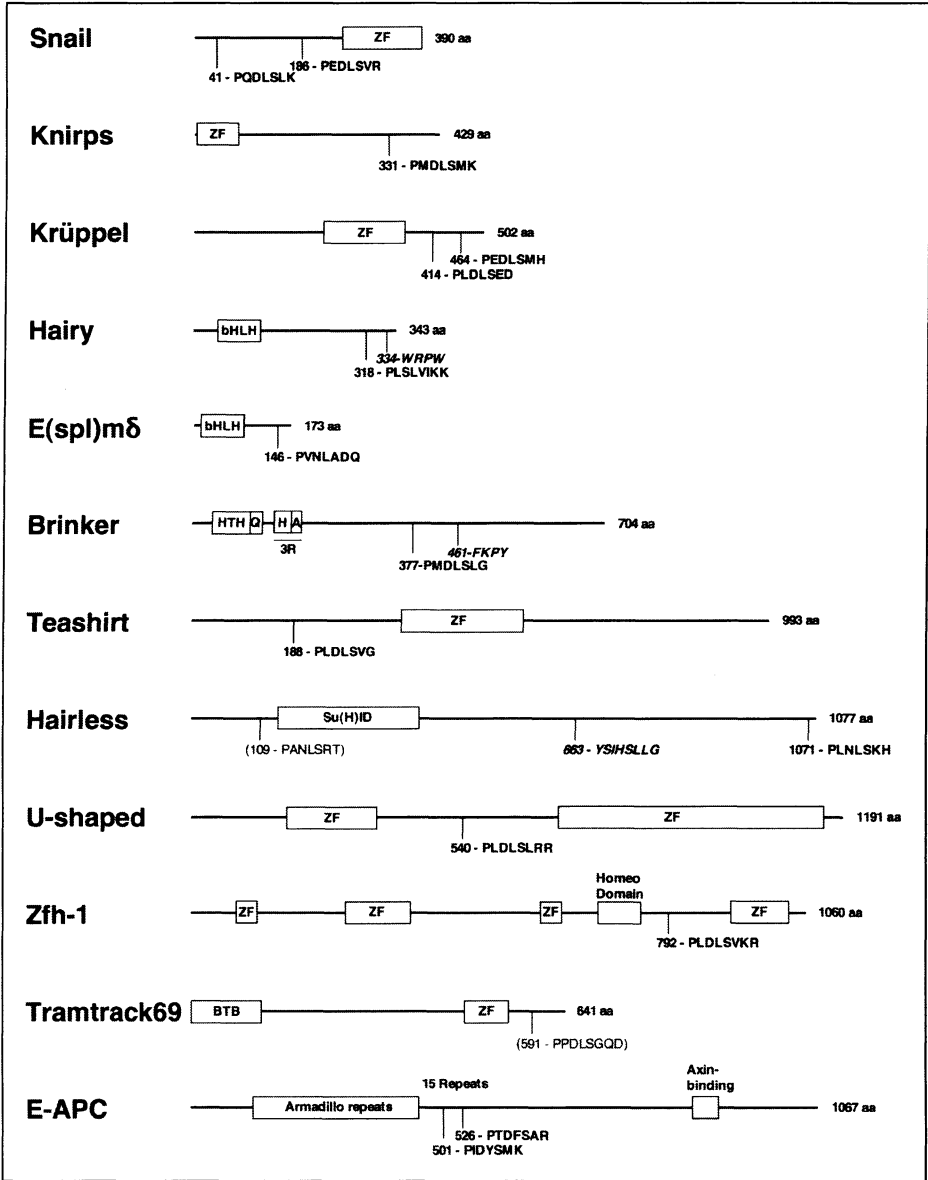 Snail
ZF
390 aa
186 - PEDLSVR
41 - PQDLSLK
Knirps
ZF
429 aa
331 - PMDLSMK
Krüppel
ZF
502 aa
464 - PEDLSMH
414 - PLDLSED
Hairy
bHLH
343 aa
334-WRPW
318 - PLSLVIKK
E(spl)mδ
bHLH
173 aa
146 - PVNLADQ
Brinker
HTH Q H A
704 aa
3R
461-FKPY
377-PMDLSLG
Teashirt
ZF
993 aa
188 - PLDLSVG
Hairless
Su(H)ID
1077 aa
(109 - PANLSRT)
663 - YSIHSLLG
1071 - PLNLSKH
U-shaped
ZF
ZF
1191 aa
540 - PLDLSLRR
Homeo
Domain
Zfh-1
ZF
ZF
ZF
ZF
1060 aa
792 - PLDLSVKR
Tramtrack69
BTB
ZF
641 aa
(591 - PPDLSGQD)
15 Repeats
Axin-
binding
E-APC
Armadillo repeats
1067 aa
526 - PTDFSAR
501 - PIDYSMK